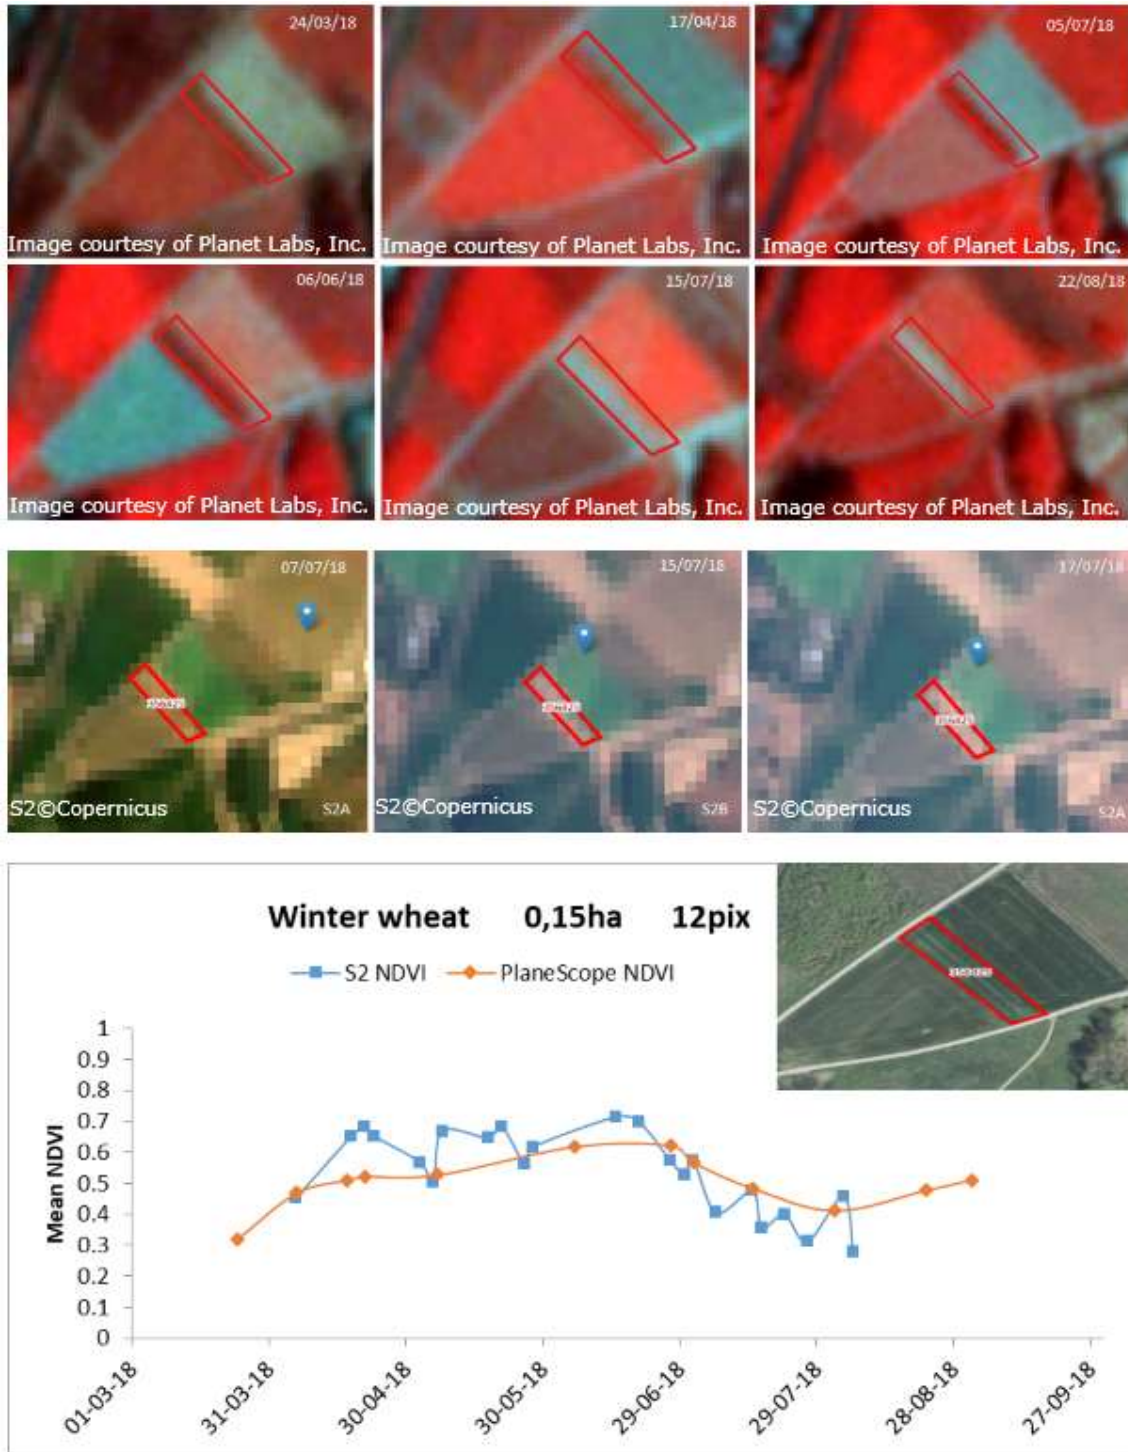 24/03/18
17/04/18
05/07/18
Image courtesy of Planet Labs, Inc.
Image courtesy of Planet Labs, Inc.
Image courtesy of Planet Labs, Inc.
06/06/18
15/07/18
22/08/18
Image courtesy of Planet Labs, Inc.
Image courtesy of Planet Labs, Inc.
Image courtesy of Planet Labs, Inc.
07/07/18
15/07/18
17/07/18
S2©Copernicus
S2A
S2©Copernicus
S2B
S2©Copernicus
S2A
Winter wheat 0,15ha 12pix
S2 NDVI PlaneScope NDVI
Mean NDVI
1
0.9
0.8
0.7
0.6
0.5
0.4
0.3
0.2
0.1
0
01-03-18
31-03-18
30-04-18
30-05-18
29-06-18
29-07-18
28-08-18
27-09-18